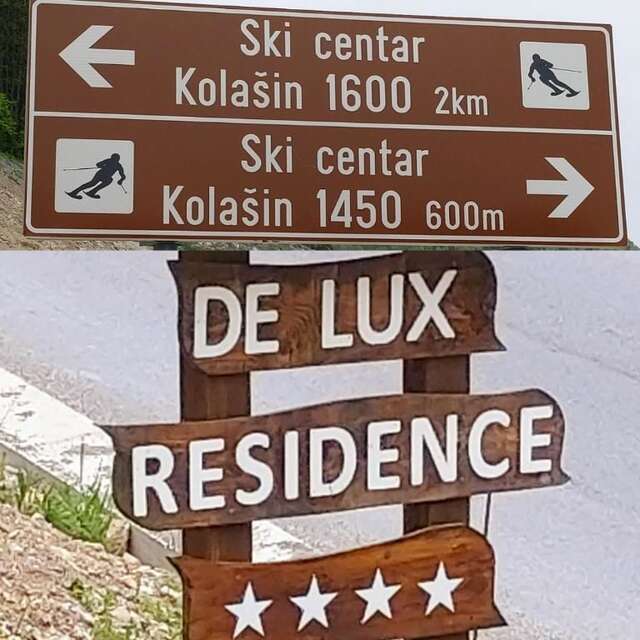 Ski centar
Kolašin 1600 2km
Ski centar
Kolašin 1450 600m
DE LUX
RESIDENCE